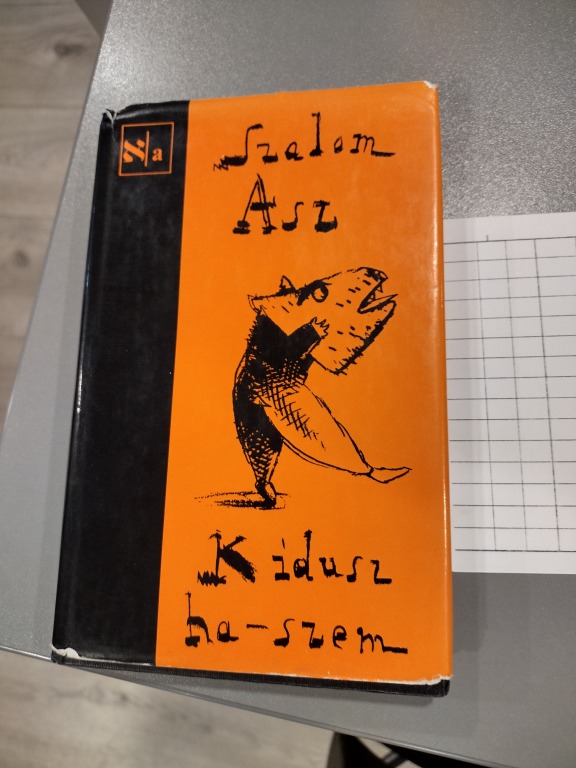 א/a
Szalom
Asz
Kidusz
ha-szem